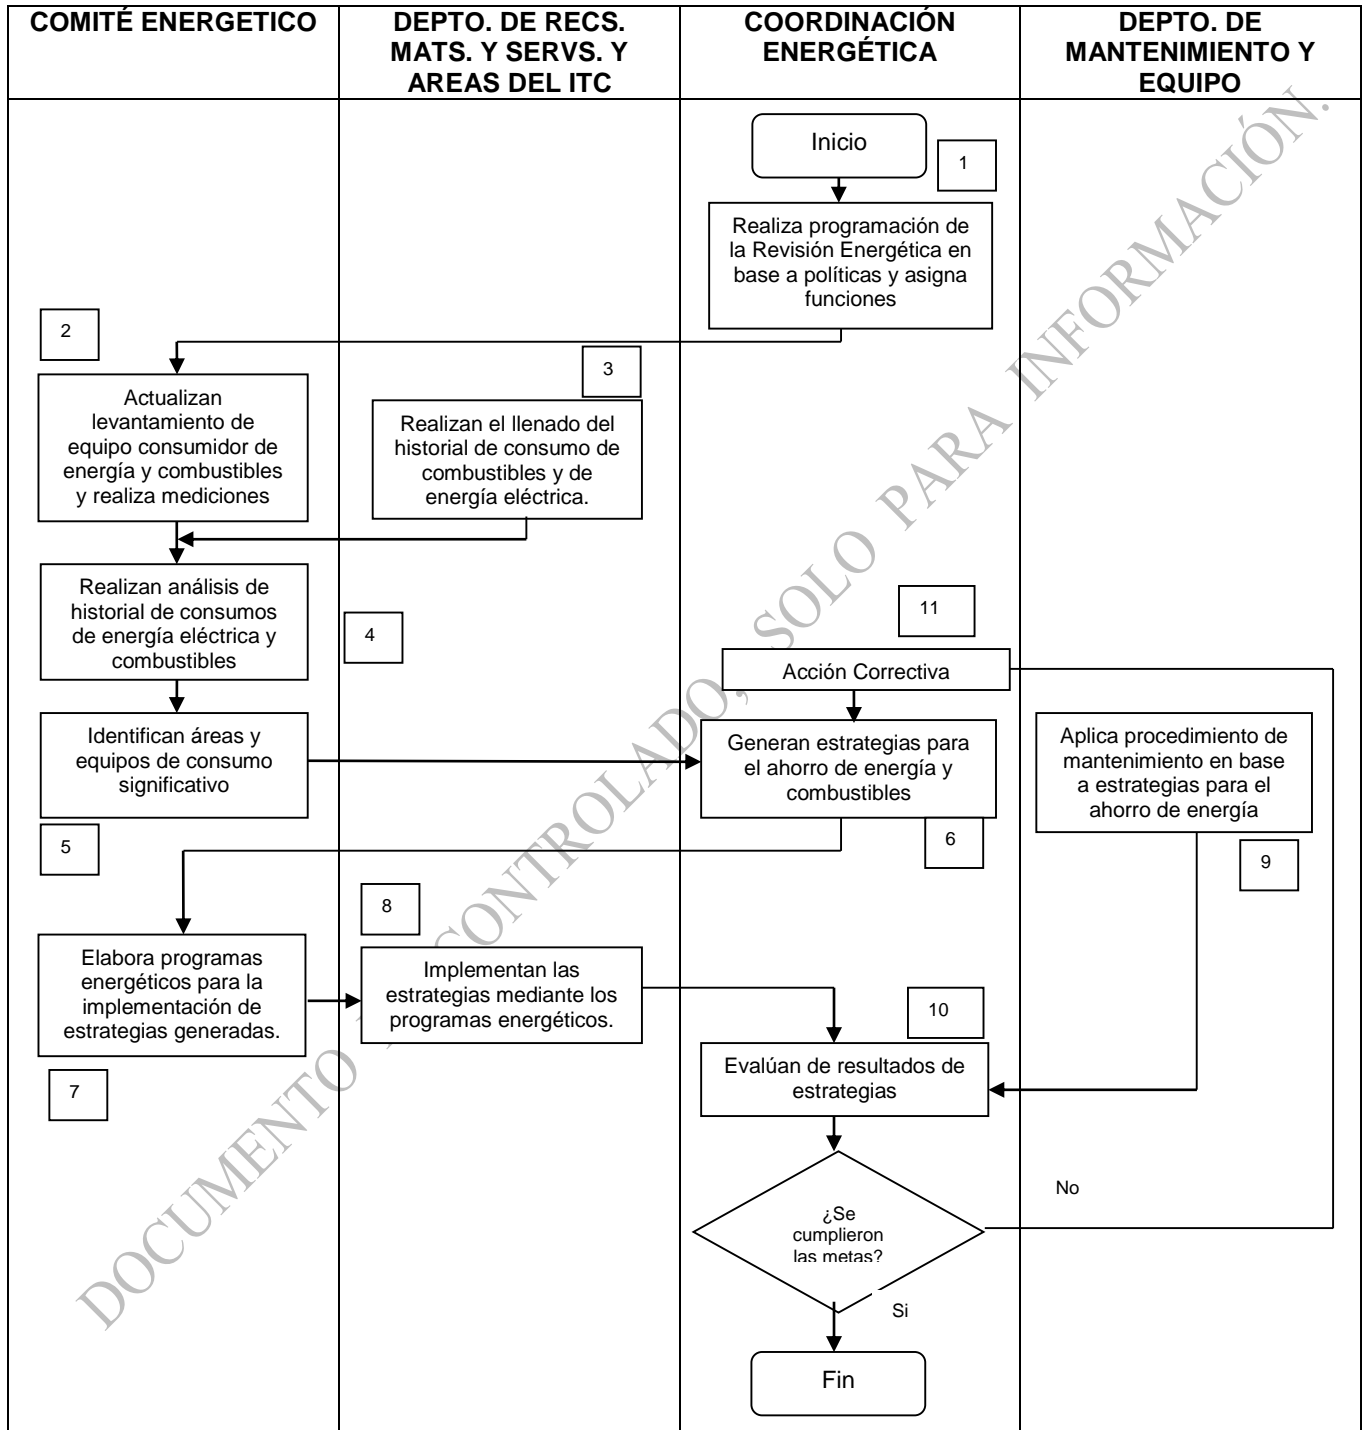 COMITÉ ENERGETICO
DEPTO. DE RECS.
MATS. Y SERVS. Y
AREAS DEL ITC
COORDINACIÓN
ENERGÉTICA
DEPTO. DE
MANTENIMIENTO Y
EQUIPO
Inicio
1
Realiza programación de
la Revisión Energética en
base a políticas y asigna
funciones
2
3
Actualizan
levantamiento de
equipo consumidor de
energía y combustibles
y realiza mediciones
Realizan el llenado del
historial de consumo de
combustibles y de
energía eléctrica.
Realizan análisis de
historial de consumos
de energía eléctrica y
combustibles
4
11
Acción Correctiva
Identifican áreas y
equipos de consumo
significativo
Generan estrategias para
el ahorro de energía y
combustibles
Aplica procedimiento de
mantenimiento en base
a estrategias para el
ahorro de energía
5
6
9
8
Elabora programas
energéticos para la
implementación de
estrategias generadas.
Implementan las
estrategias mediante los
programas energéticos.
10
7
Evalúan de resultados de
estrategias
¿Se
cumplieron
las metas?
No
Si
Fin
DOCUMENTO CONTROLADO, SOLO PARA INFORMACIÓN.